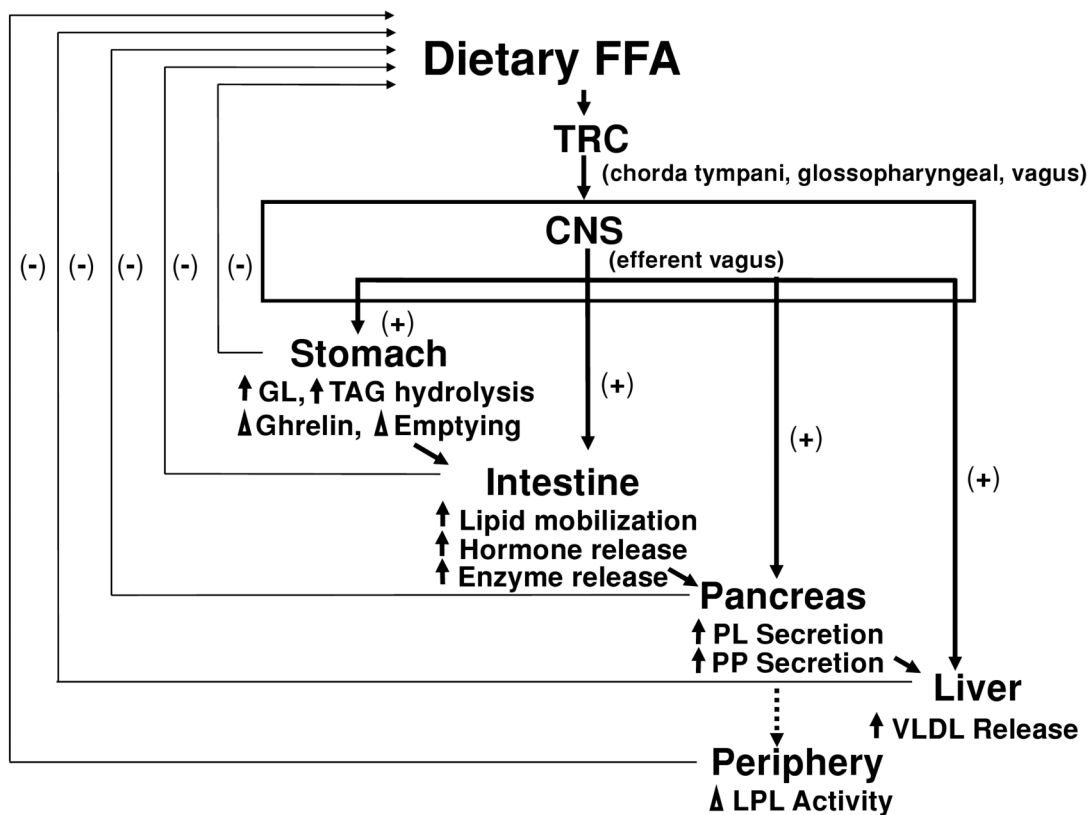 Dietary FFA
TRC
(chorda tympani, glossopharyngeal, vagus)
CNS
(efferent vagus)
(-) (-) (-) (-) (-)
(+)
Stomach
GL, TAG hydrolysis
(+)
Δ Ghrelin, Δ Emptying
(+)
(+)
Intestine
Lipid mobilization
Hormone release
Enzyme release
Pancreas
PL Secretion
PP Secretion
Liver
VLDL Release
Periphery
Δ LPL Activity